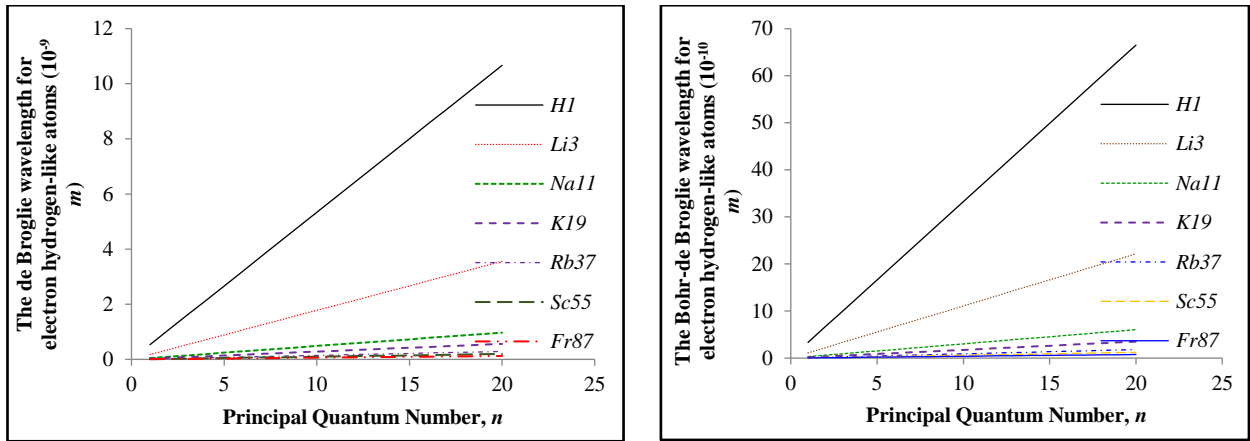 The de Broglie wavelength for
electron hydrogen-like atoms (10⁻⁹
m)
12
10
8
6
4
2
0
0
5
10
15
20
25
Principal Quantum Number, n
H1
Li3
Na11
K19
Rb37
Sc55
Fr87
The Bohr-de Broglie wavelength for
electron hydrogen-like atoms (10⁻¹⁰
m)
70
60
50
40
30
20
10
0
0
5
10
15
20
25
Principal Quantum Number, n
H1
Li3
Na11
K19
Rb37
Sc55
Fr87